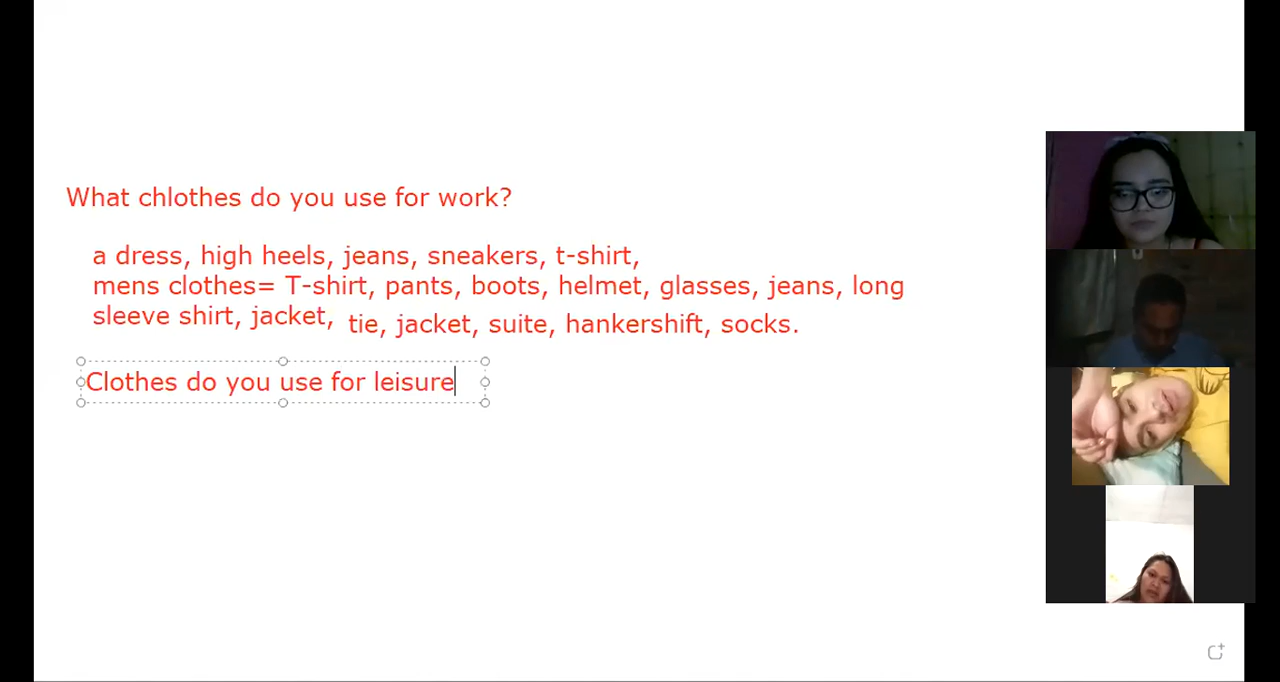 What chlothes do you use for work?
a dress, high heels, jeans, sneakers, t-shirt,
mens clothes= T-shirt, pants, boots, helmet, glasses, jeans, long
sleeve shirt, jacket, tie, jacket, suite, hankershift, socks.
Clothes do you use for leisure